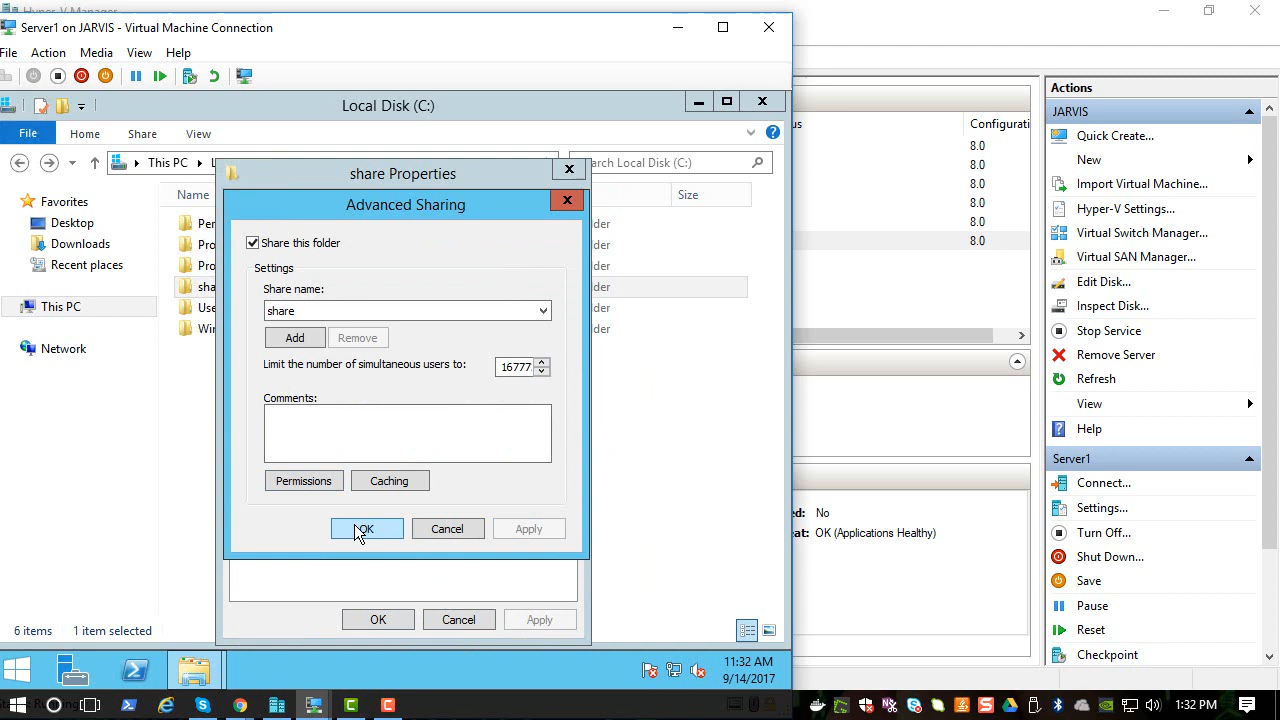 Hyper-V Manager
Server1 on JARVIS - Virtual Machine Connection
File Action Media View Help
Local Disk (C:)
File Home Share View
This PC
Local Disk (C:)
Favorites
Desktop
Downloads
Recent places
This PC
Network
Name
Size
6 items 1 item selected
share Properties
Advanced Sharing
Share this folder
Settings
Share name:
share
Add Remove
Limit the number of simultaneous users to:
16777
Comments:
Permissions Caching
OK Cancel Apply
OK Cancel Apply
11:32 AM
9/14/2017
Configurati
8.0
8.0
8.0
8.0
8.0
8.0
No
OK (Applications Healthy)
Actions
JARVIS
Quick Create...
New
Import Virtual Machine...
Hyper-V Settings...
Virtual Switch Manager...
Virtual SAN Manager...
Edit Disk...
Inspect Disk...
Stop Service
Remove Server
Refresh
View
Help
Server1
Connect...
Settings...
Turn Off...
Shut Down...
Save
Pause
Reset
Checkpoint
1:32 PM